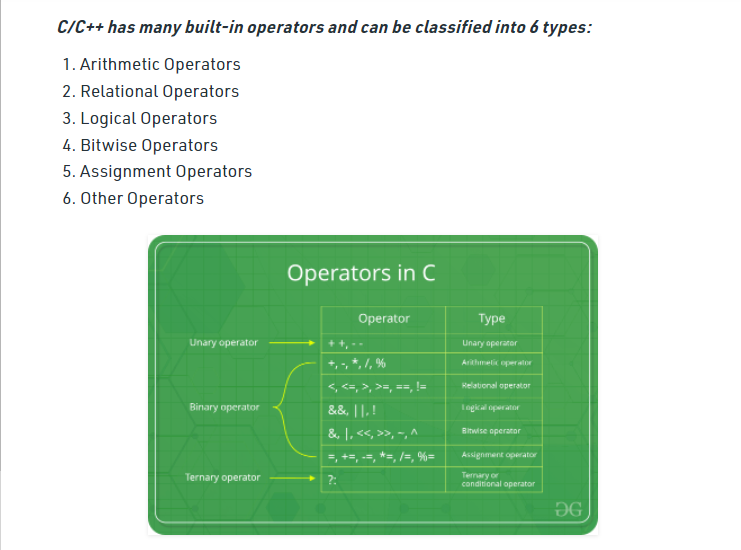 C/C++ has many built-in operators and can be classified into 6 types:
1. Arithmetic Operators
2. Relational Operators
3. Logical Operators
4. Bitwise Operators
5. Assignment Operators
6. Other Operators
Operators in C
Operator Type
Unary operator + +, - - Unary operator
+, -, *, /, % Arithmetic operator
<, <=, >, >=, ==, != Relational operator
Binary operator &&, ||, ! Logical operator
&, |, <<, >>, ~, ^ Bitwise operator
=, +=, -=, *=, /=, %= Assignment operator
Ternary operator ?: Ternary or
conditional operator